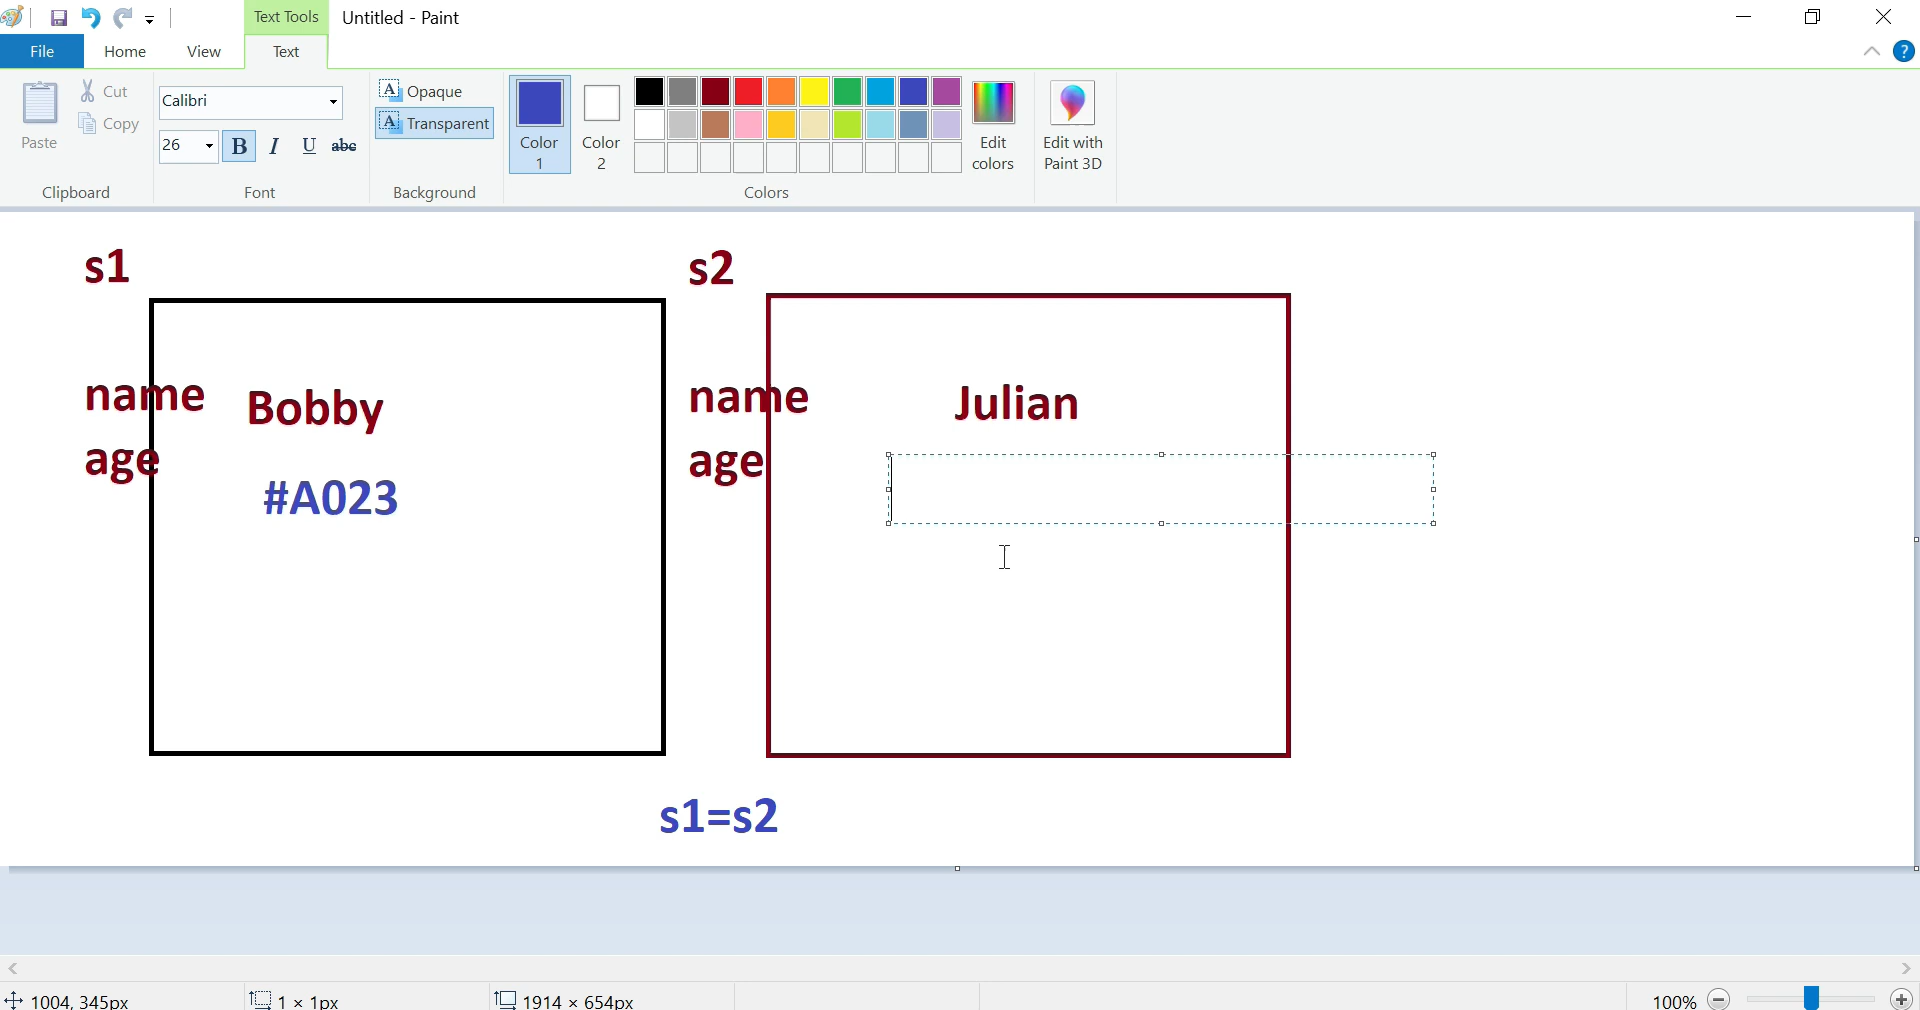 Text Tools
Untitled - Paint
File
Home
View
Text
Paste
Cut
Copy
Clipboard
Calibri
26
B
I
U
abc
Font
A Opaque
A Transparent
Background
Color 1
Color 2
Colors
Edit colors
Edit with Paint 3D
?
s1
s2
name Bobby
name Julian
age
age
#A023
s1=s2
1004, 345px
1 × 1px
1914 × 654px
100%